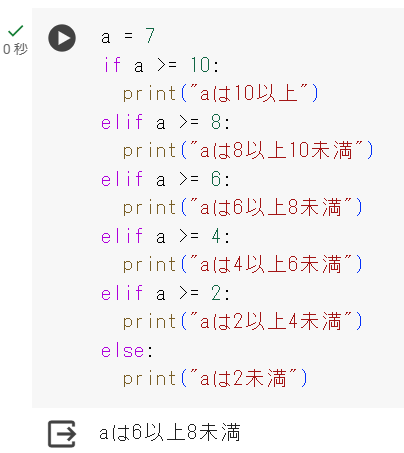 0 秒
a = 7
if a >= 10:
  print("aは10以上")
elif a >= 8:
  print("aは8以上10未満")
elif a >= 6:
  print("aは6以上8未満")
elif a >= 4:
  print("aは4以上6未満")
elif a >= 2:
  print("aは2以上4未満")
else:
  print("aは2未満")
aは6以上8未満